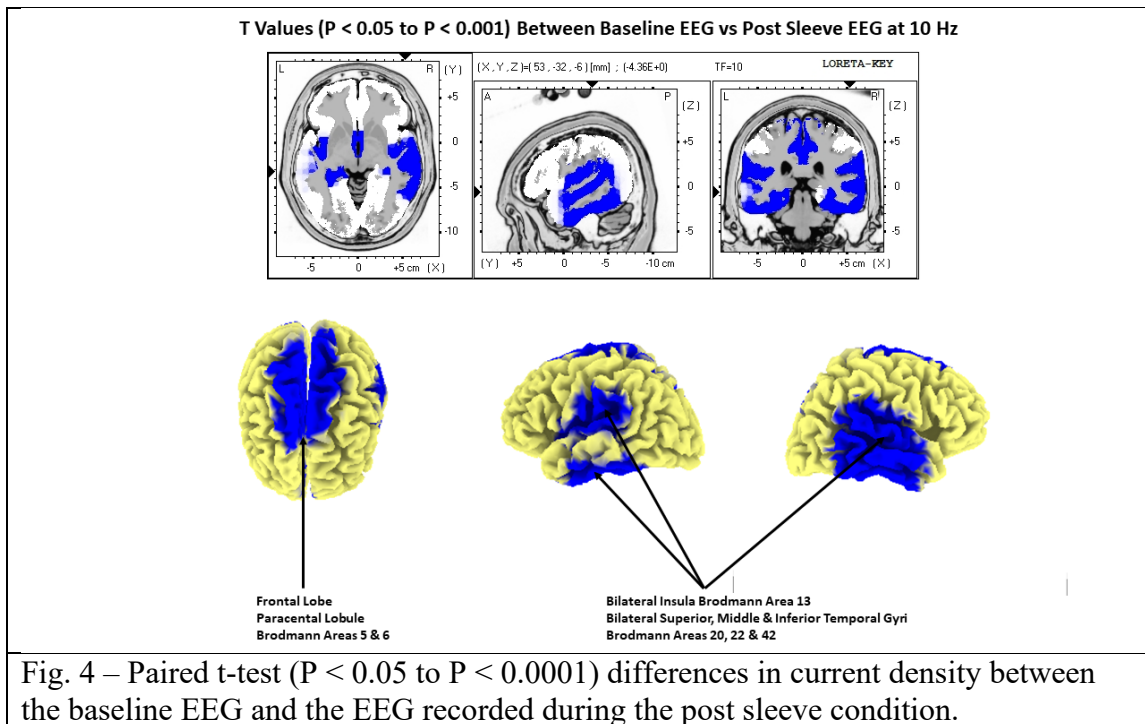 T Values (P < 0.05 to P < 0.001) Between Baseline EEG vs Post Sleeve EEG at 10 Hz
L R (Y) (X,Y,Z)=(53,-32,-6)[mm] ; (-4.36E+0) TF=10 LORETA-KEY
A P (Z)
L R (Z)
+5 +5 +5
0 0 0
-5 -5 -5
-10
-5 0 +5 cm (X) (Y) +5 0 -5 -10 cm -5 0 +5 cm (X)
Frontal Lobe
Paracental Lobule
Brodmann Areas 5 & 6
Bilateral Insula Brodmann Area 13
Bilateral Superior, Middle & Inferior Temporal Gyri
Brodmann Areas 20, 22 & 42
Fig. 4 – Paired t-test (P < 0.05 to P < 0.0001) differences in current density between
the baseline EEG and the EEG recorded during the post sleeve condition.